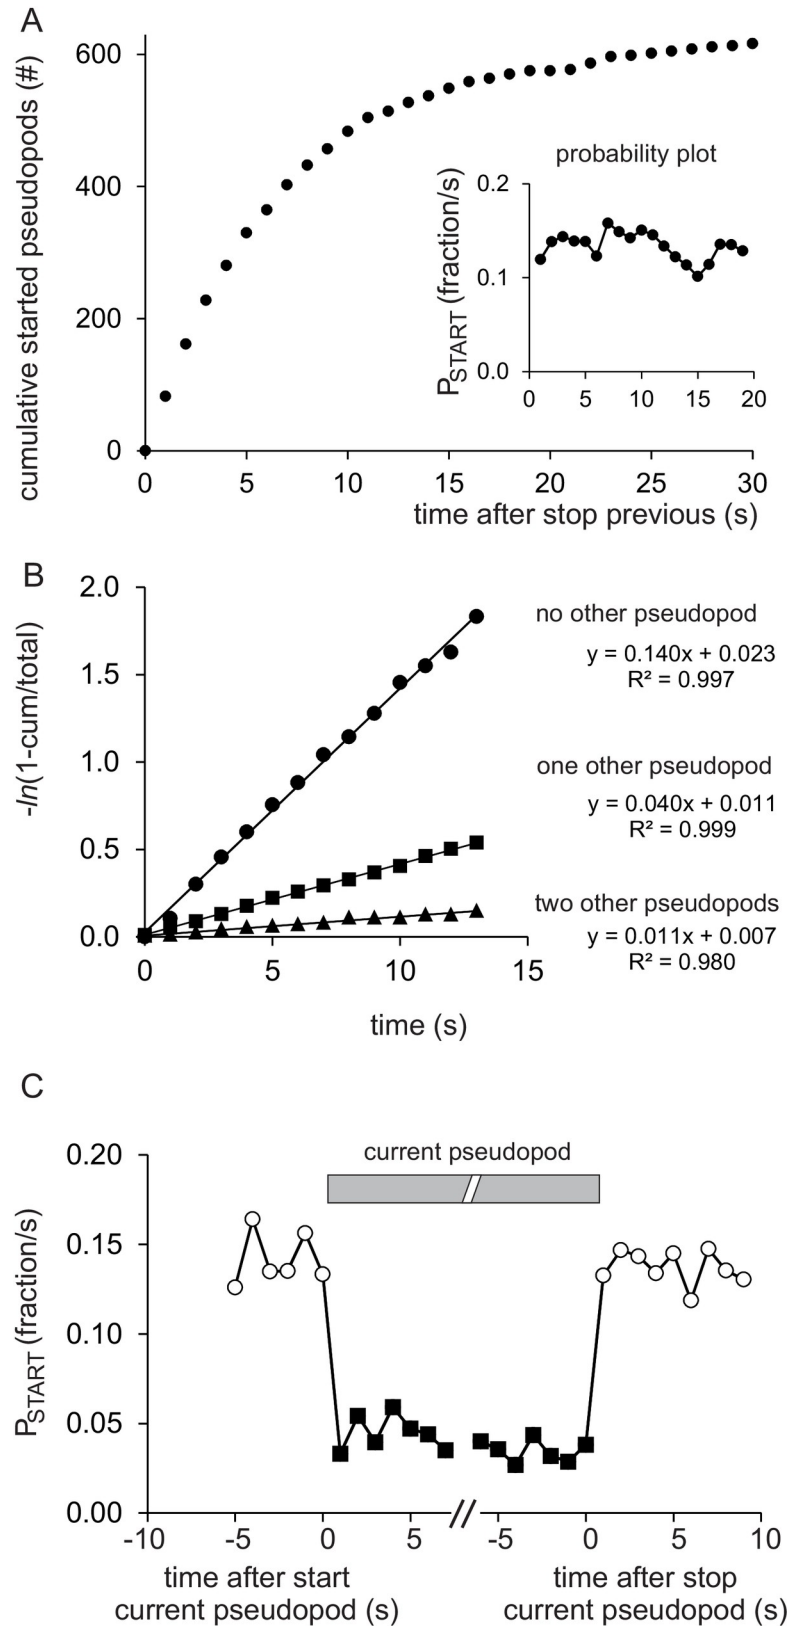 A
cumulative started pseudopods (#)
600
400
200
0
0 5 10 15 20 25 30
time after stop previous (s)
probability plot
P_START (fraction/s)
0.2
0.1
0.0
0 5 10 15 20
B
-ln(1-cum/total)
2.0
1.5
1.0
0.5
0.0
0 5 10 15
time (s)
no other pseudopod
y = 0.140x + 0.023
R² = 0.997
one other pseudopod
y = 0.040x + 0.011
R² = 0.999
two other pseudopods
y = 0.011x + 0.007
R² = 0.980
C
P_START (fraction/s)
0.20
0.15
0.10
0.05
0.00
current pseudopod
-10 -5 0 5 -5 0 5 10
time after start
current pseudopod (s)
time after stop
current pseudopod (s)